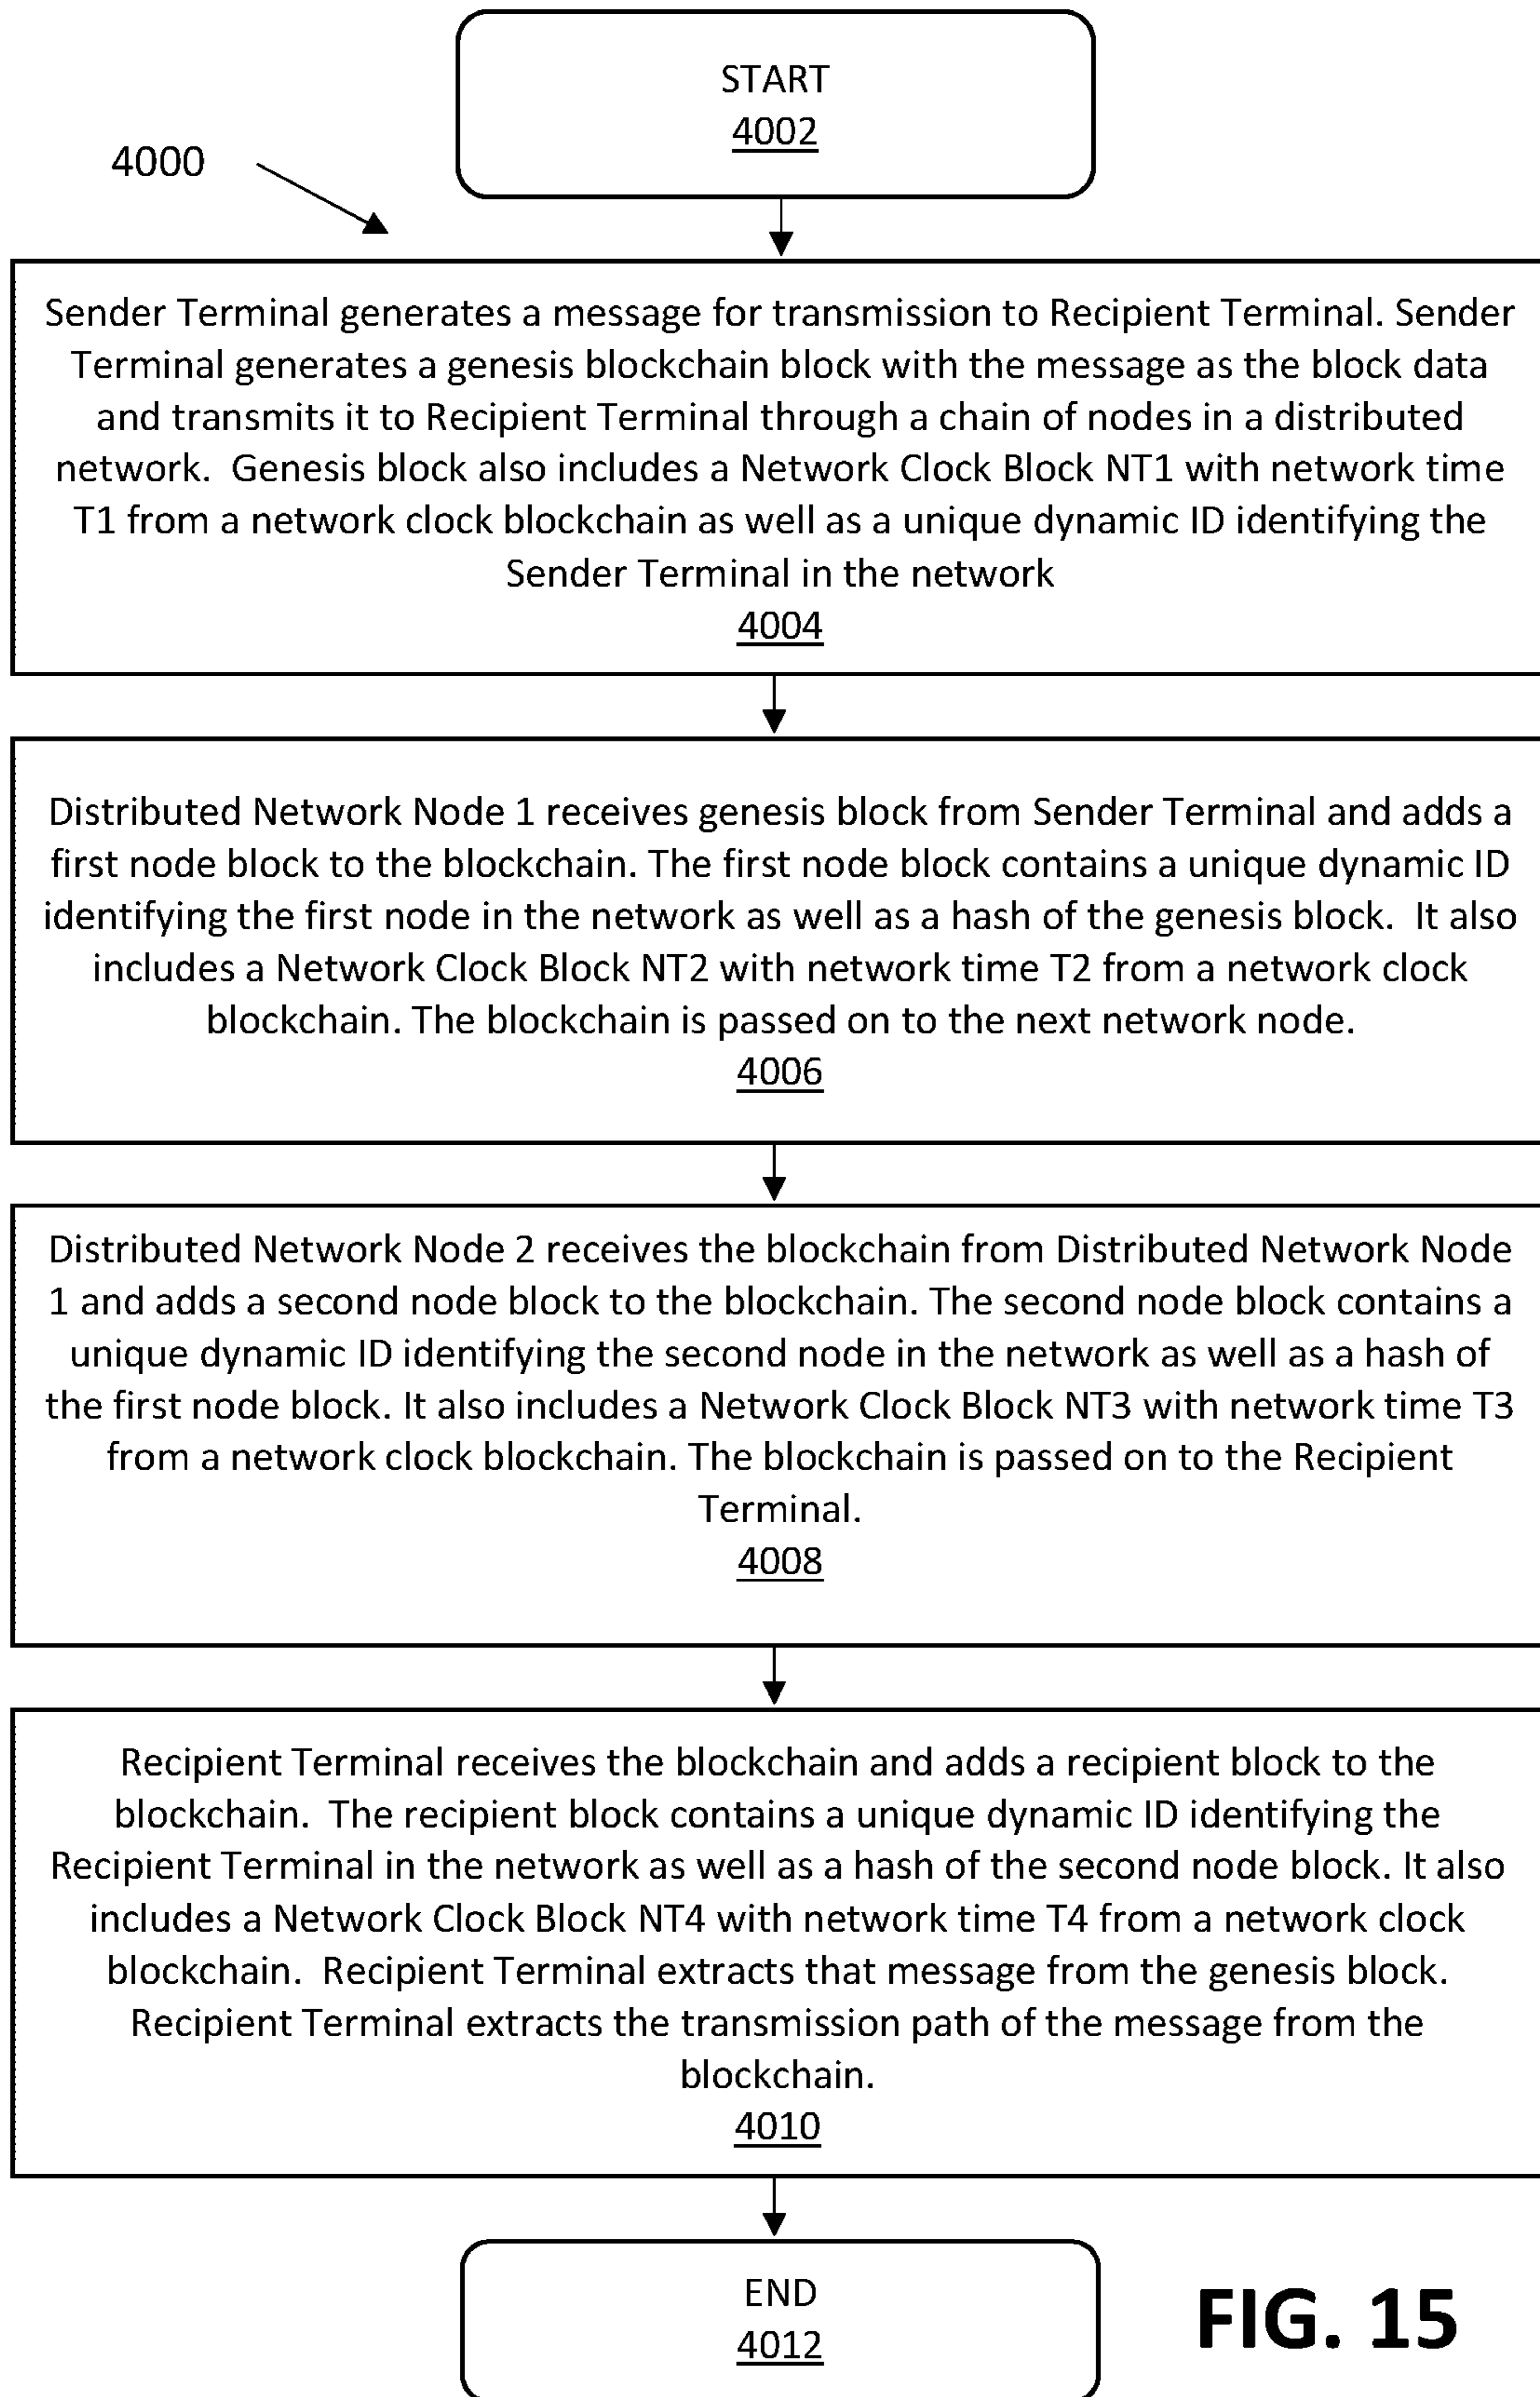 START
4002
4000
Sender Terminal generates a message for transmission to Recipient Terminal. Sender
Terminal generates a genesis blockchain block with the message as the block data
and transmits it to Recipient Terminal through a chain of nodes in a distributed
network.  Genesis block also includes a Network Clock Block NT1 with network time
T1 from a network clock blockchain as well as a unique dynamic ID identifying the
Sender Terminal in the network
4004
Distributed Network Node 1 receives genesis block from Sender Terminal and adds a
first node block to the blockchain. The first node block contains a unique dynamic ID
identifying the first node in the network as well as a hash of the genesis block.  It also
includes a Network Clock Block NT2 with network time T2 from a network clock
blockchain. The blockchain is passed on to the next network node.
4006
Distributed Network Node 2 receives the blockchain from Distributed Network Node
1 and adds a second node block to the blockchain. The second node block contains a
unique dynamic ID identifying the second node in the network as well as a hash of
the first node block. It also includes a Network Clock Block NT3 with network time T3
from a network clock blockchain. The blockchain is passed on to the Recipient
Terminal.
4008
Recipient Terminal receives the blockchain and adds a recipient block to the
blockchain.  The recipient block contains a unique dynamic ID identifying the
Recipient Terminal in the network as well as a hash of the second node block. It also
includes a Network Clock Block NT4 with network time T4 from a network clock
blockchain.  Recipient Terminal extracts that message from the genesis block.
Recipient Terminal extracts the transmission path of the message from the
blockchain.
4010
END
4012
FIG. 15